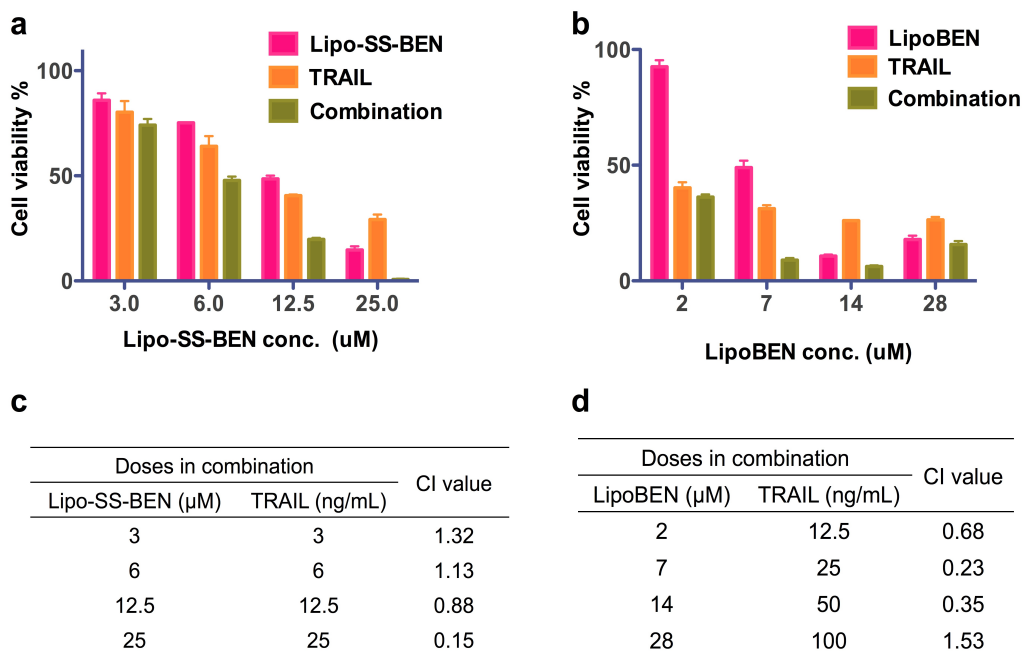 a
Lipo-SS-BEN
TRAIL
Combination
Cell viability %
100
50
0
3.0 6.0 12.5 25.0
Lipo-SS-BEN conc. (uM)
b
LipoBEN
TRAIL
Combination
Cell viability %
100
50
0
2 7 14 28
LipoBEN conc. (uM)
c
Doses in combination CI value
Lipo-SS-BEN (μM) TRAIL (ng/mL)
3 3 1.32
6 6 1.13
12.5 12.5 0.88
25 25 0.15
d
Doses in combination CI value
LipoBEN (μM) TRAIL (ng/mL)
2 12.5 0.68
7 25 0.23
14 50 0.35
28 100 1.53